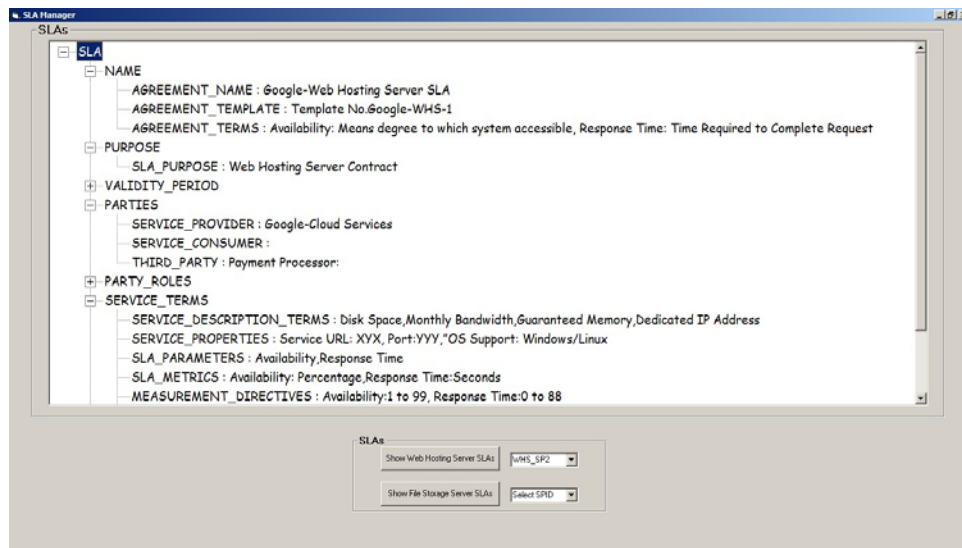 SLA Manager
SLAs
SLA
NAME
AGREEMENT_NAME : Google-Web Hosting Server SLA
AGREEMENT_TEMPLATE : Template No.Google-WHS-1
AGREEMENT_TERMS : Availability: Means degree to which system accessible, Response Time: Time Required to Complete Request
PURPOSE
SLA_PURPOSE : Web Hosting Server Contract
VALIDITY_PERIOD
PARTIES
SERVICE_PROVIDER : Google-Cloud Services
SERVICE_CONSUMER :
THIRD_PARTY : Payment Processor:
PARTY_ROLES
SERVICE_TERMS
SERVICE_DESCRIPTION_TERMS : Disk Space,Monthly Bandwidth,Guaranteed Memory,Dedicated IP Address
SERVICE_PROPERTIES : Service URL: XYX, Port:YYY,"OS Support: Windows/Linux
SLA_PARAMETERS : Availability,Response Time
SLA_METRICS : Availability: Percentage,Response Time:Seconds
MEASUREMENT_DIRECTIVES : Availability:1 to 99, Response Time:0 to 88
SLAs
Show Web Hosting Server SLAs WHS_SP2
Show File Storage Server SLAs Select SPID